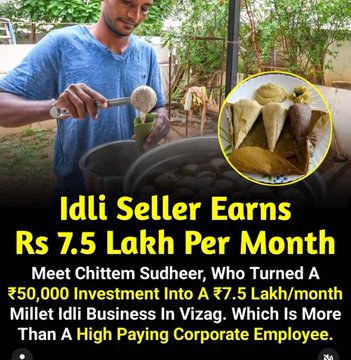 Idli Seller Earns
Rs 7.5 Lakh Per Month
Meet Chittem Sudheer, Who Turned A
₹50,000 Investment Into A ₹7.5 Lakh/month
Millet Idli Business In Vizag. Which Is More
Than A High Paying Corporate Employee.